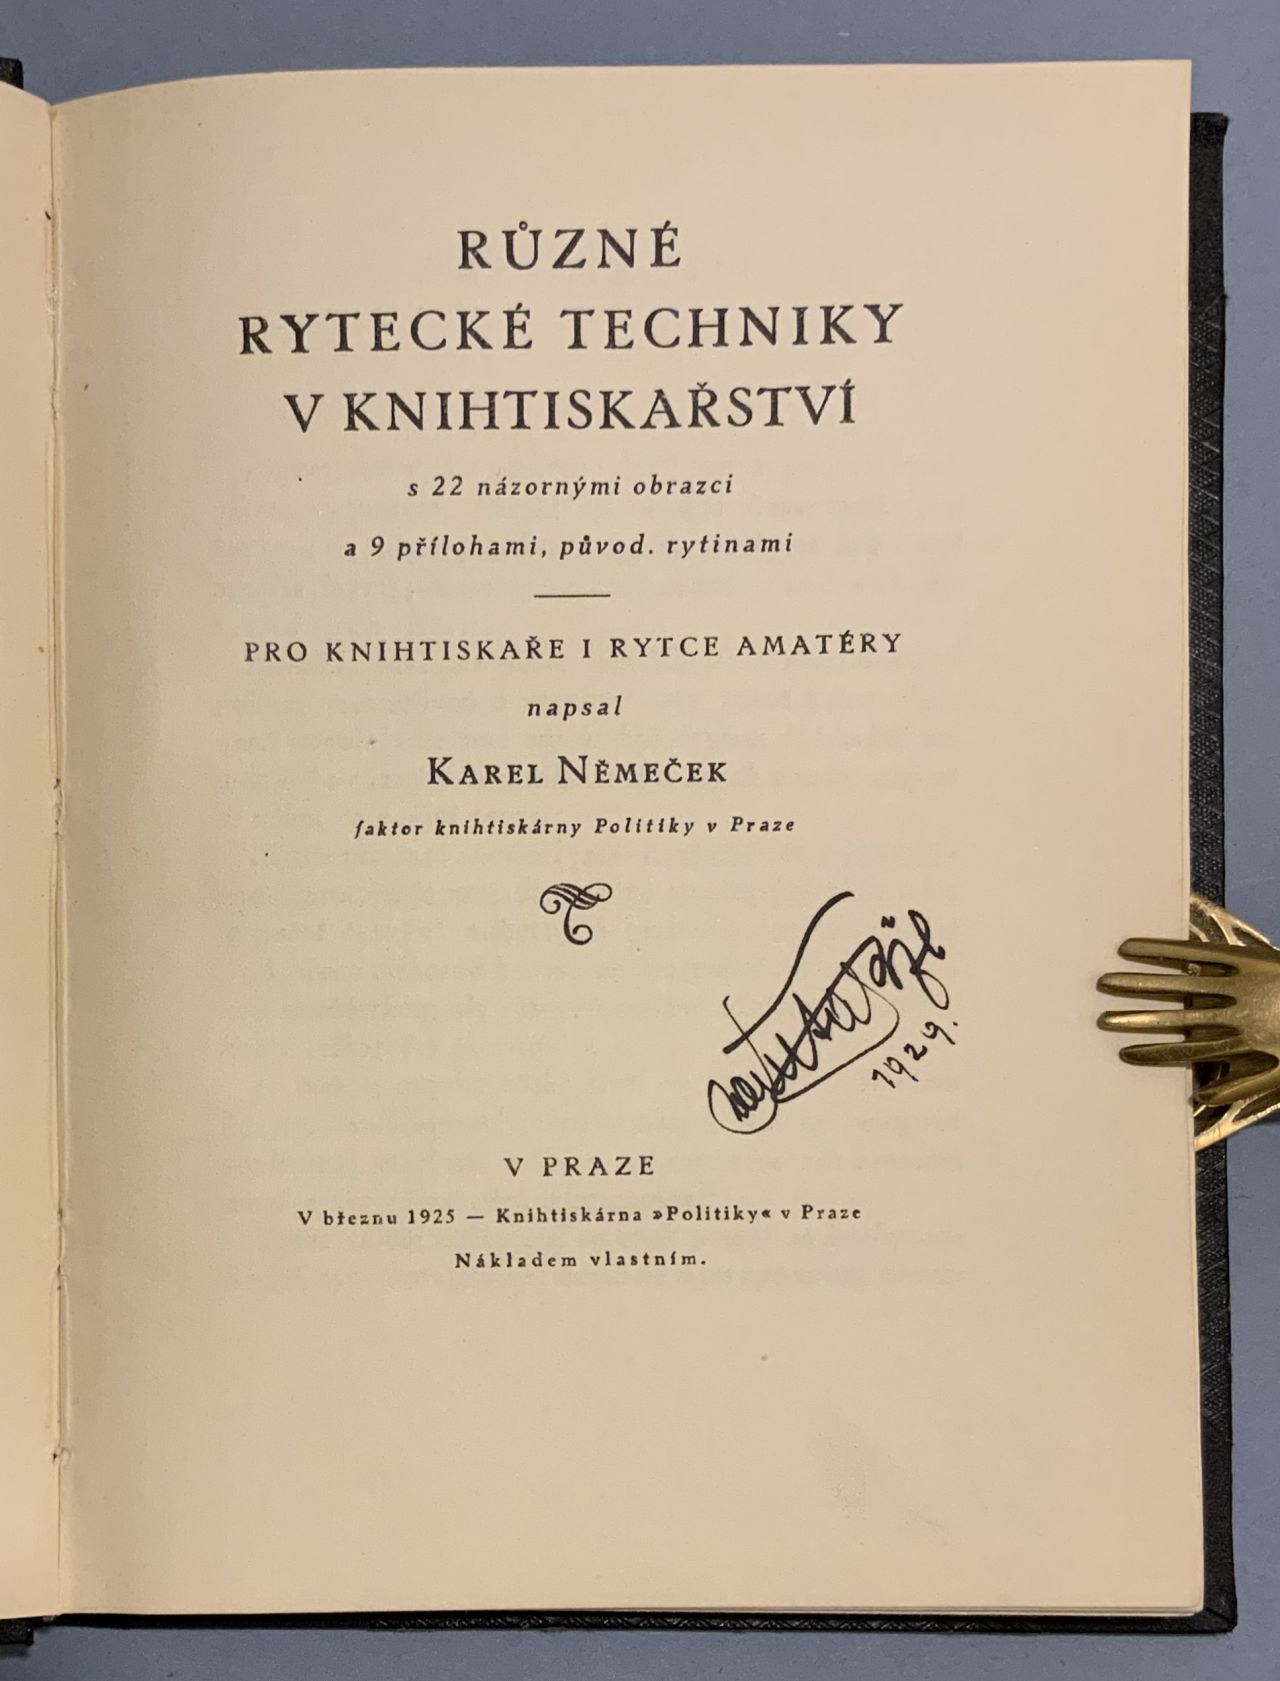 RŮZNÉ
RYTECKÉ TECHNIKY
V KNIHTISKAŘSTVÍ
s 22 názornými obrazci
a 9 přílohami, původ. rytinami
PRO KNIHTISKAŘE I RYTCE AMATÉRY
napsal
KAREL NĚMEČEK
faktor knihtiskárny Politiky v Praze
1929.
V PRAZE
V březnu 1925 — Knihtiskárna »Politiky« v Praze
Nákladem vlastním.